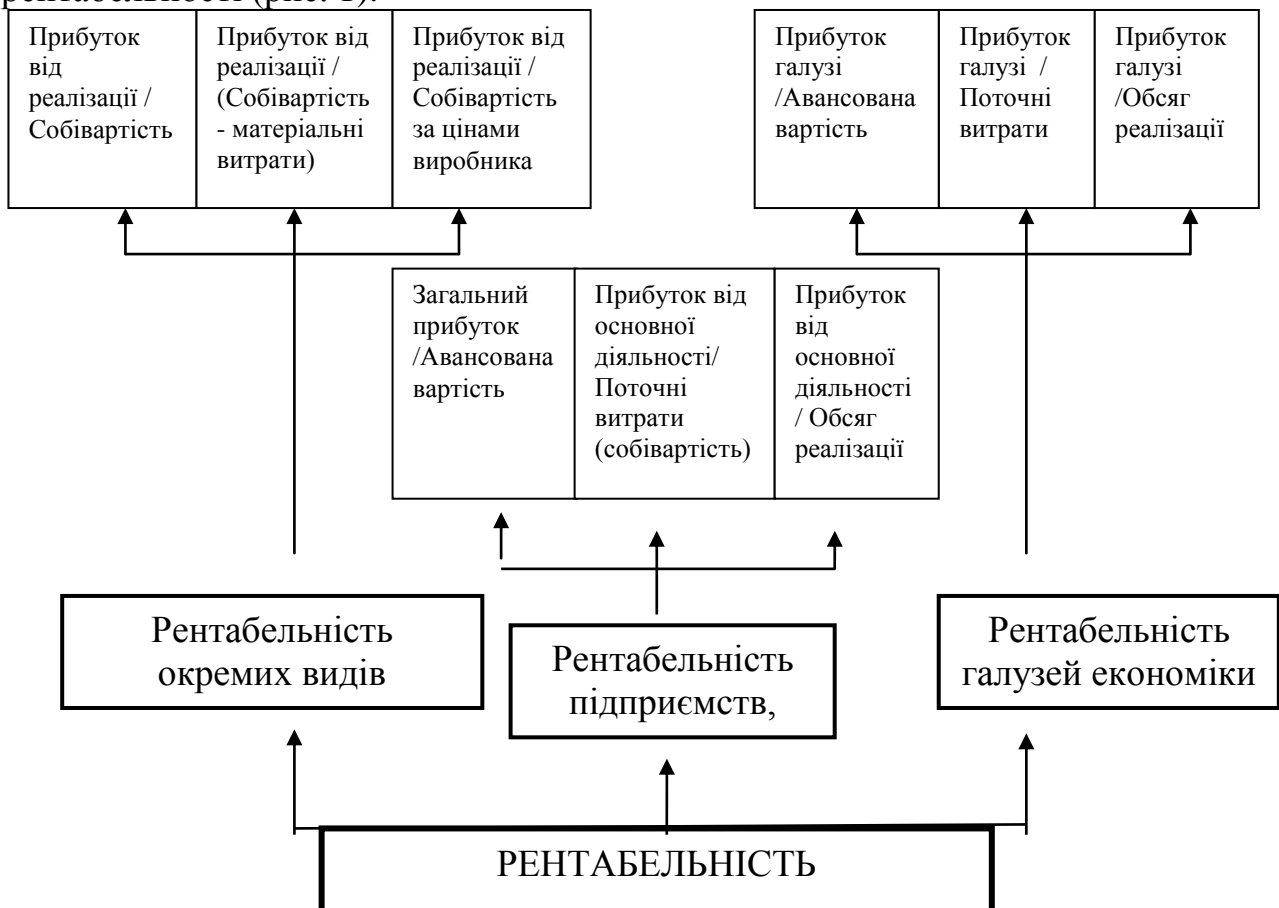 рентабельності (рис. 1).
Прибуток
від
реалізації /
Собівартість
Прибуток від
реалізації /
(Собівартість
- матеріальні
витрати)
Прибуток від
реалізації /
Собівартість
за цінами
виробника
Прибуток
галузі
/Авансована
вартість
Прибуток
галузі /
Поточні
витрати
Прибуток
галузі
/Обсяг
реалізації
Загальний
прибуток
/Авансована
вартість
Прибуток від
основної
діяльності/
Поточні
витрати
(собівартість)
Прибуток
від
основної
діяльності
/ Обсяг
реалізації
Рентабельність
окремих видів
Рентабельність
підприємств,
Рентабельність
галузей економіки
РЕНТАБЕЛЬНІСТЬ